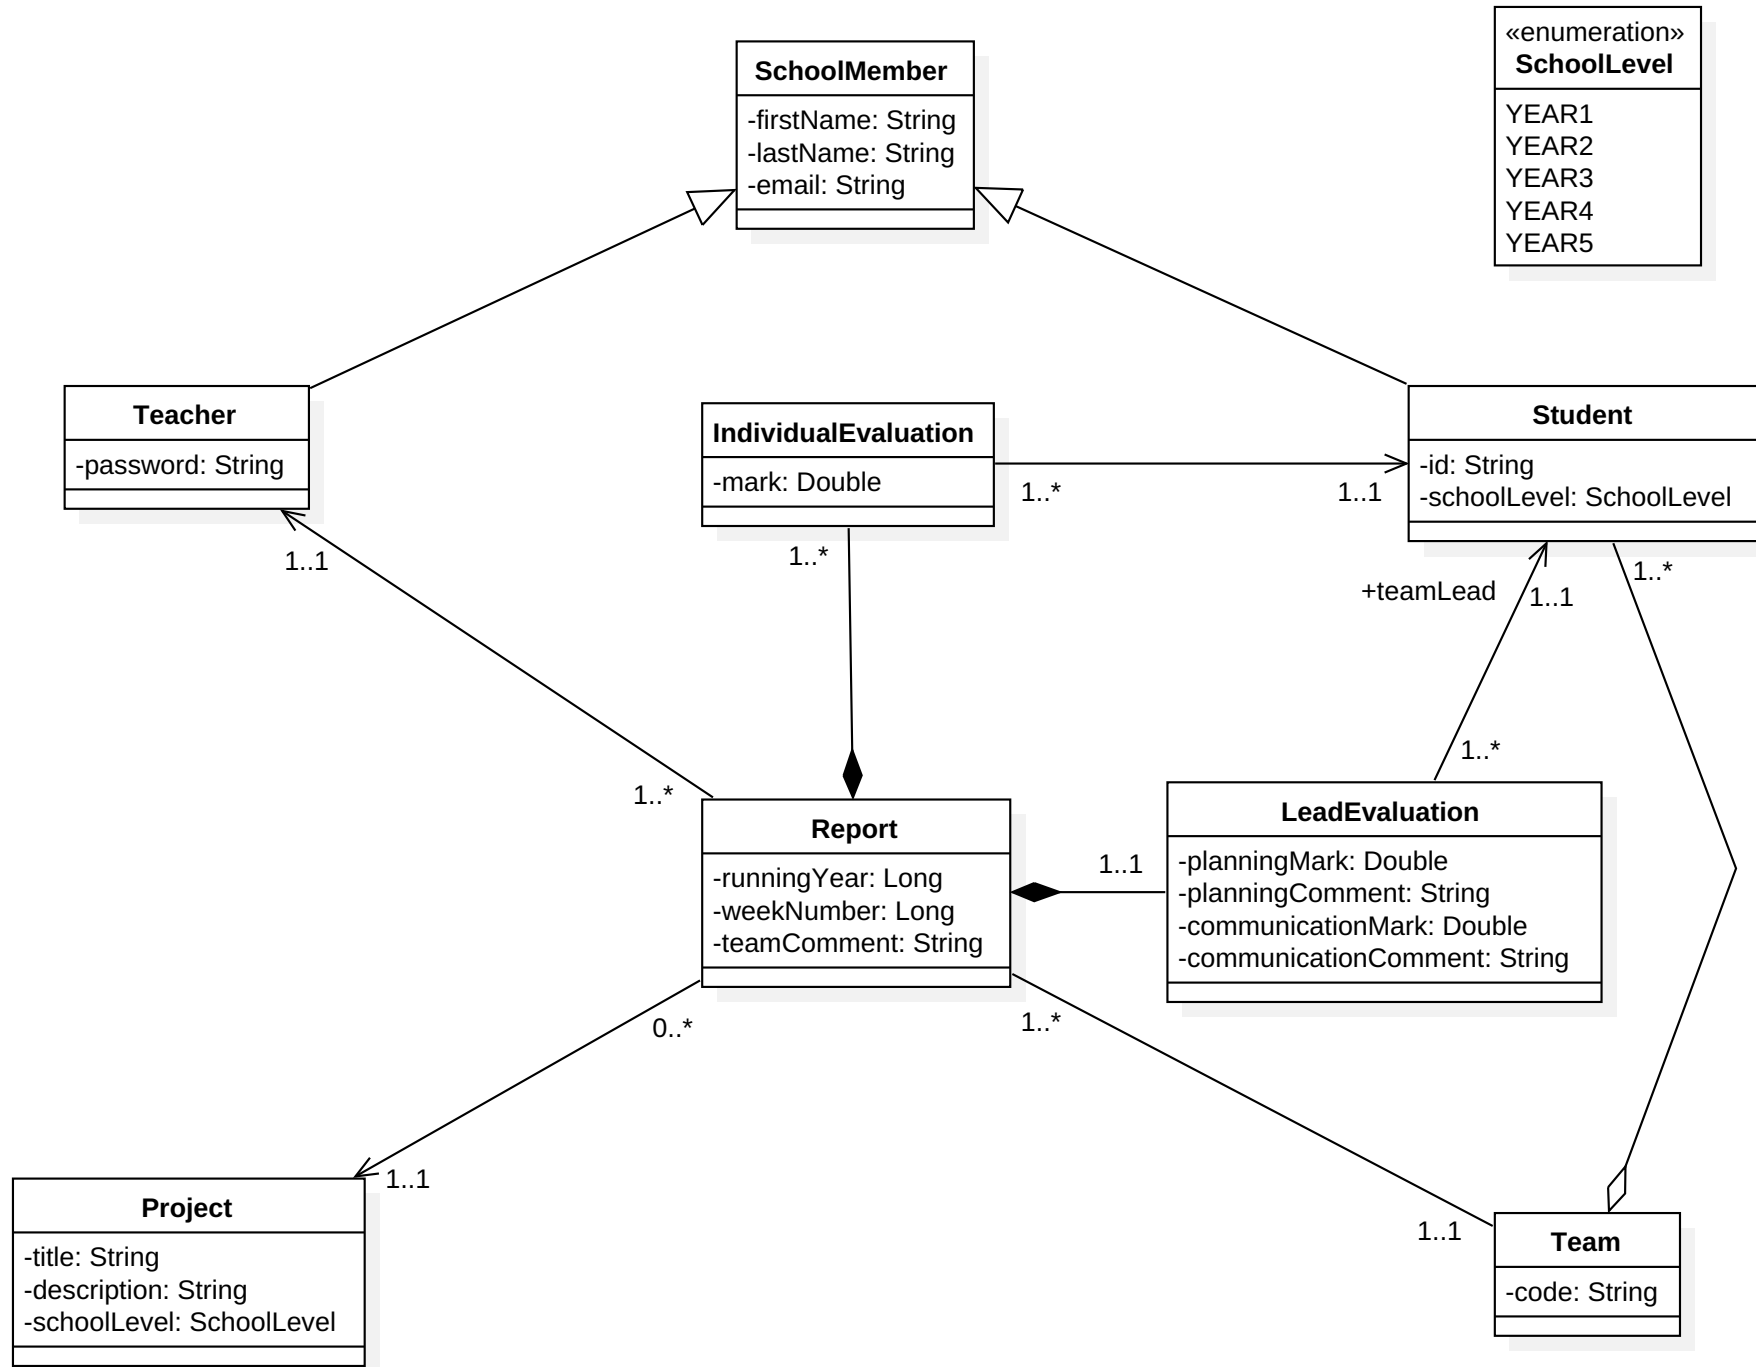 «enumeration»
SchoolLevel
YEAR1
YEAR2
YEAR3
YEAR4
YEAR5
SchoolMember
-firstName: String
-lastName: String
-email: String
Teacher
-password: String
IndividualEvaluation
-mark: Double
Student
-id: String
-schoolLevel: SchoolLevel
1..*
1..1
1..1
1..*
+teamLead
1..1
1..*
1..*
1..*
Report
-runningYear: Long
-weekNumber: Long
-teamComment: String
1..1
LeadEvaluation
-planningMark: Double
-planningComment: String
-communicationMark: Double
-communicationComment: String
0..*
1..*
1..1
1..1
Project
-title: String
-description: String
-schoolLevel: SchoolLevel
Team
-code: String